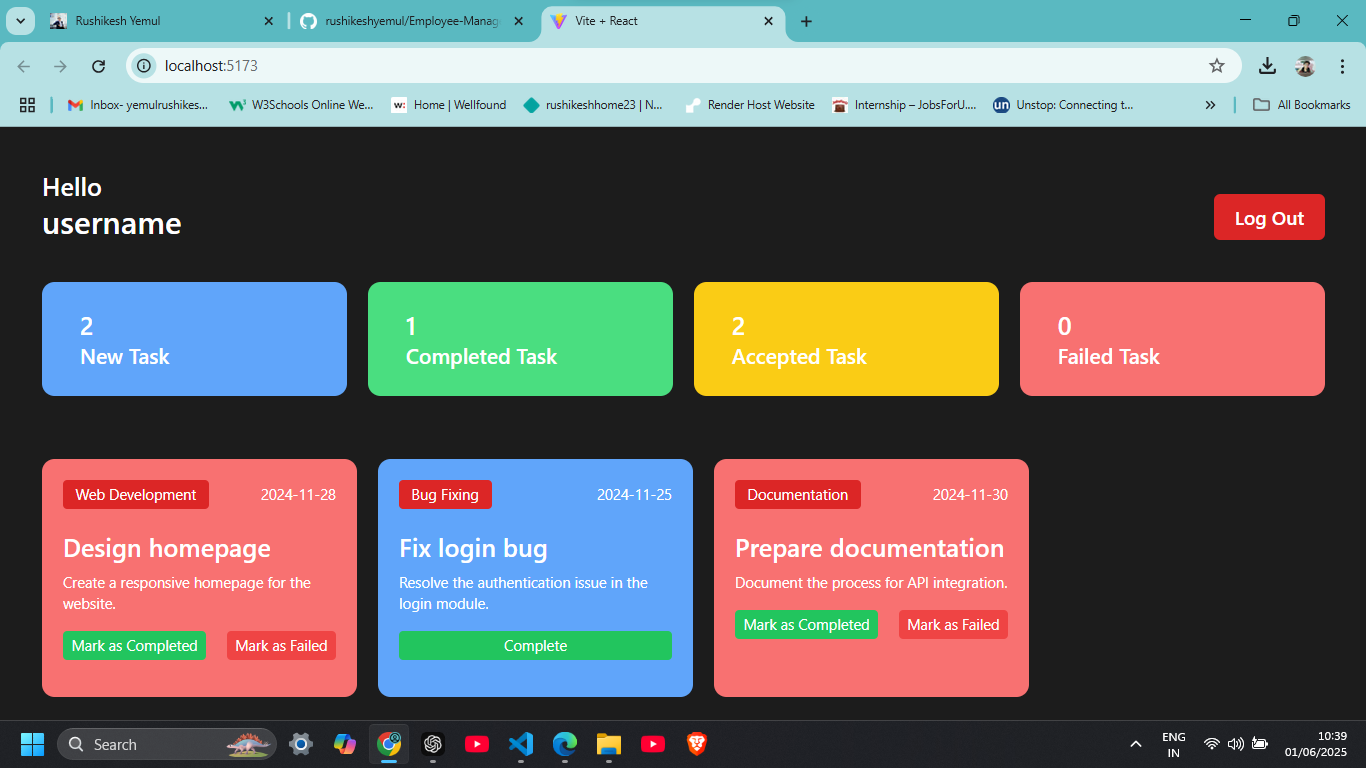 Rushikesh Yemul
rushikeshyemul/Employee-Manag
Vite + React
localhost:5173
Inbox- yemulrushikes...
W3Schools Online We...
Home | Wellfound
rushikeshhome23 | N...
Render Host Website
Internship – JobsForU....
Unstop: Connecting t...
All Bookmarks
Hello
username
Log Out
2
New Task
1
Completed Task
2
Accepted Task
0
Failed Task
Web Development
2024-11-28
Design homepage
Create a responsive homepage for the
website.
Mark as Completed
Mark as Failed
Bug Fixing
2024-11-25
Fix login bug
Resolve the authentication issue in the
login module.
Complete
Documentation
2024-11-30
Prepare documentation
Document the process for API integration.
Mark as Completed
Mark as Failed
Search
ENG
IN
10:39
01/06/2025